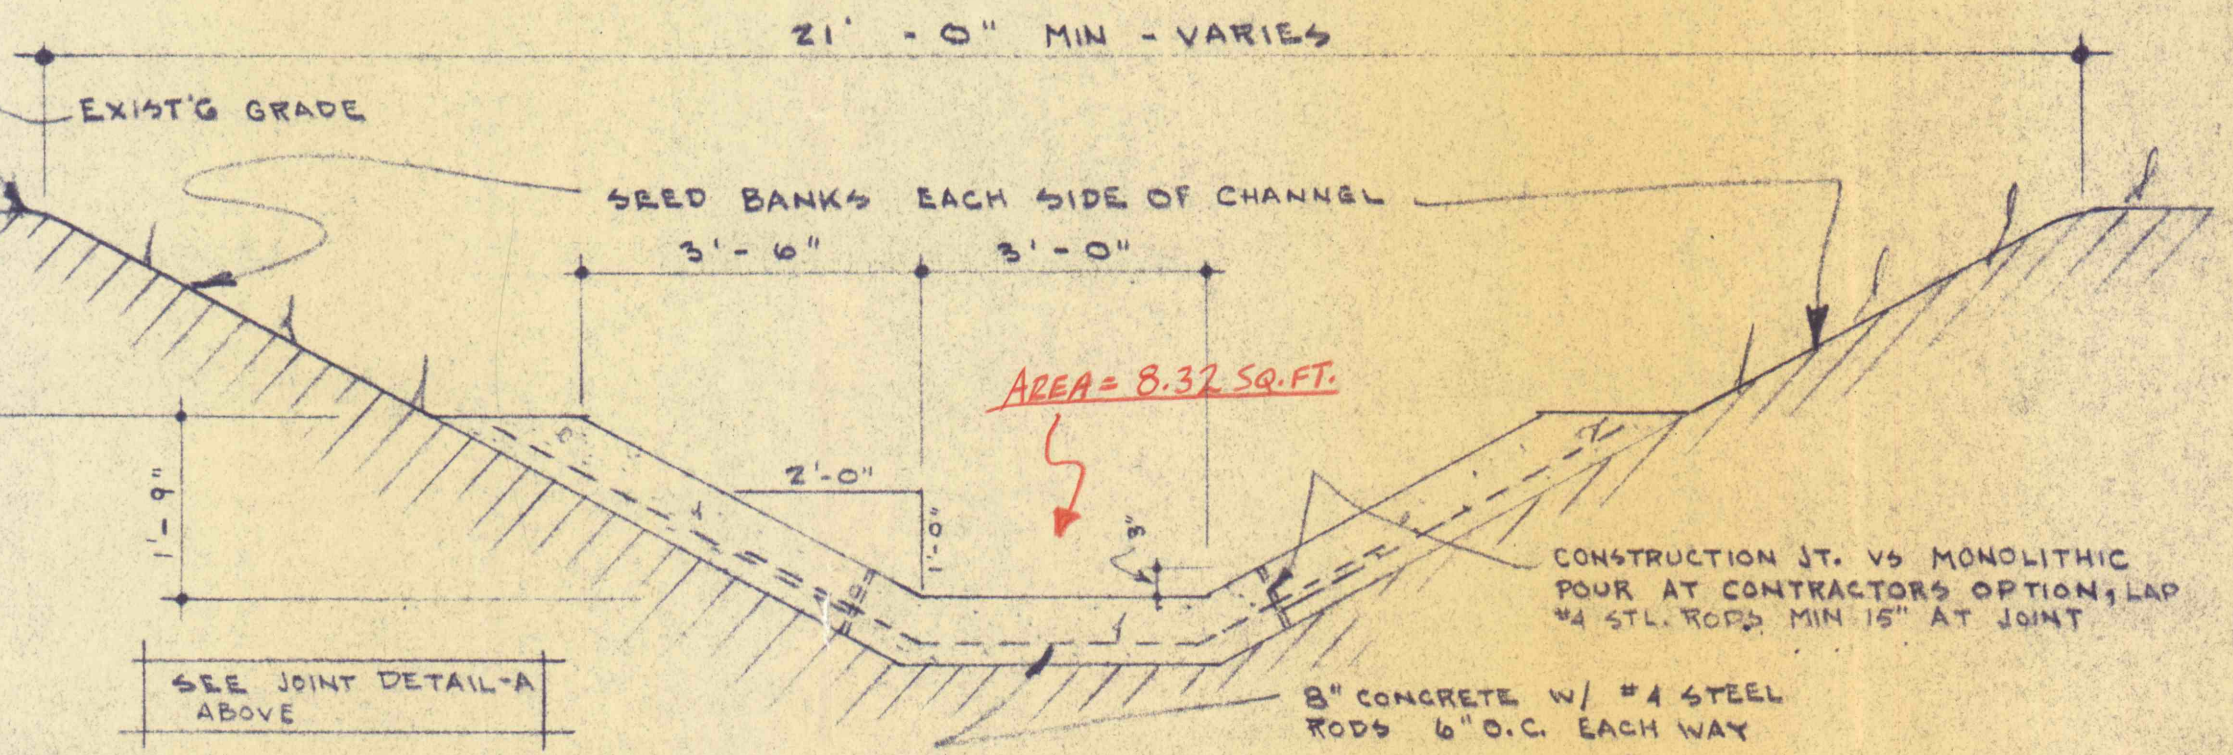 21' - 0" MIN - VARIES
EXIST'G GRADE
SEED BANKS EACH SIDE OF CHANNEL
3' - 6" 3' - 0"
AREA = 8.32 SQ.FT.
2'-0"
1'-9"
1'-0"
3"
CONSTRUCTION JT. VS MONOLITHIC
POUR AT CONTRACTORS OPTION, LAP
#4 STL. RODS MIN 15" AT JOINT
SEE JOINT DETAIL-A
ABOVE
8" CONCRETE W/ #4 STEEL
RODS 6" O.C. EACH WAY